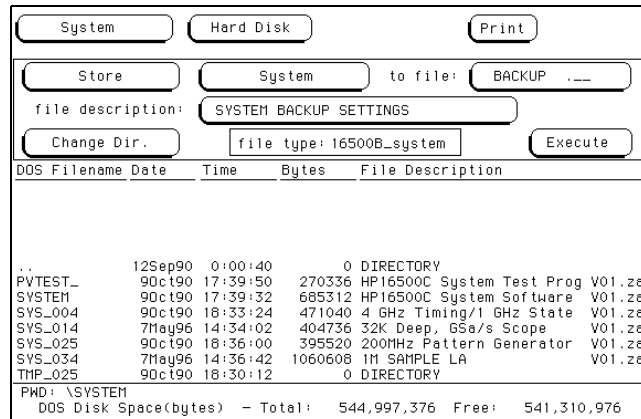 System Hard Disk Print
Store System to file: BACKUP .__
file description: SYSTEM BACKUP SETTINGS
Change Dir. file type: 16500B_system Execute
DOS Filename Date Time Bytes File Description
.. 12Sep90 0:00:40 0 DIRECTORY
PVTEST_ 9Oct90 17:39:50 270336 HP16500C System Test Prog V01.za
SYSTEM 9Oct90 17:39:32 685312 HP16500C System Software V01.za
SYS_004 9Oct90 18:33:24 471040 4 GHz Timing/1 GHz State V01.za
SYS_014 7May96 14:34:02 404736 32K Deep, GSa/s Scope V01.za
SYS_025 9Oct90 18:36:00 395520 200MHz Pattern Generator V01.za
SYS_034 7May96 14:36:42 1060608 1M SAMPLE LA V01.za
TMP_025 9Oct90 18:30:12 0 DIRECTORY
PWD: \SYSTEM
DOS Disk Space(bytes) - Total: 544,997,376 Free: 541,310,976